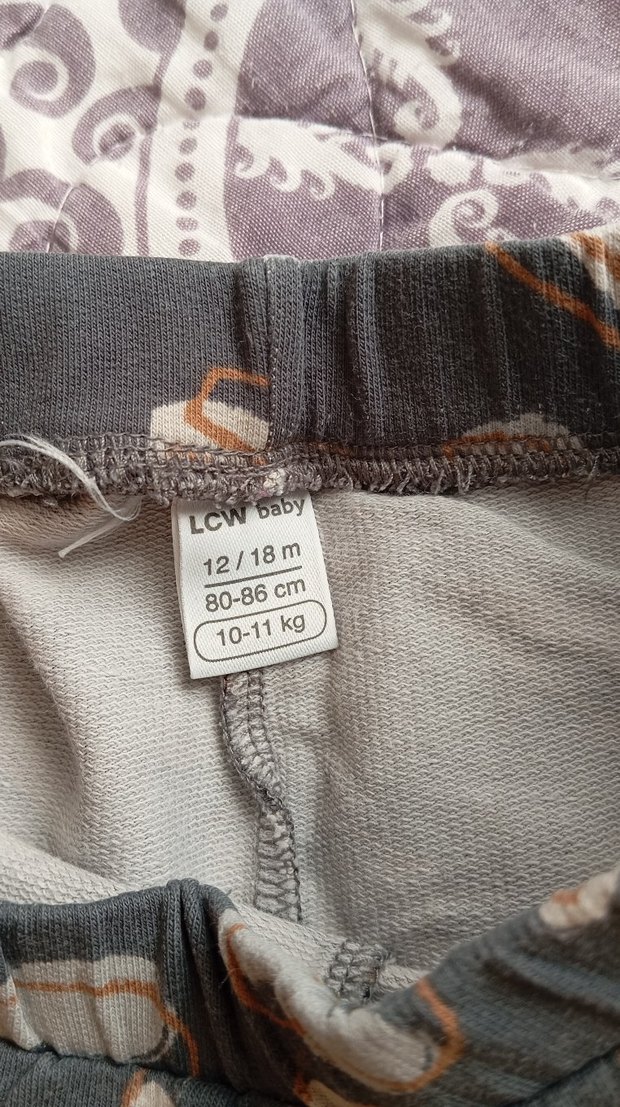 LCW baby
12 / 18 m
80-86 cm
10-11 kg